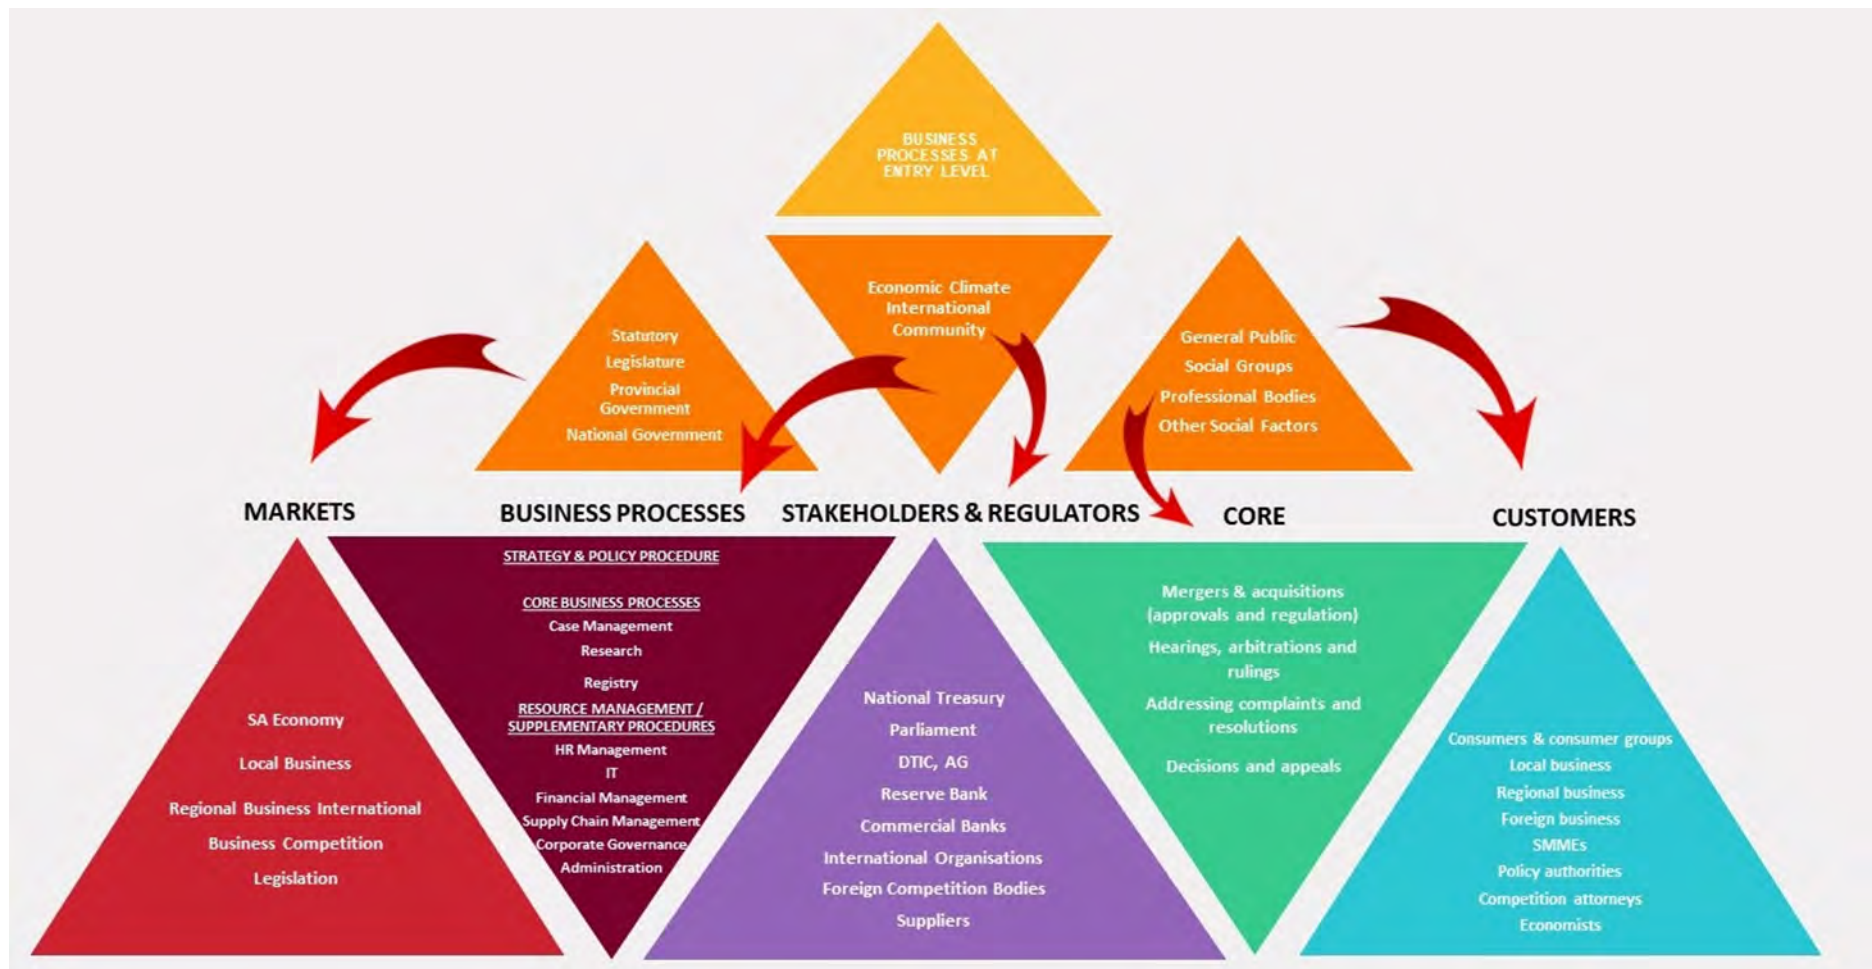 BUSINESS
PROCESSES AT
ENTRY LEVEL
Economic Climate
International
Community
Statutory
Legislature
Provincial
Government
National Government
General Public
Social Groups
Professional Bodies
Other Social Factors
MARKETS
BUSINESS PROCESSES
STAKEHOLDERS & REGULATORS
CORE
CUSTOMERS
SA Economy
Local Business
Regional Business International
Business Competition
Legislation
STRATEGY & POLICY PROCEDURE
CORE BUSINESS PROCESSES
Case Management
Research
Registry
RESOURCE MANAGEMENT /
SUPPLEMENTARY PROCEDURES
HR Management
IT
Financial Management
Supply Chain Management
Corporate Governance
Administration
National Treasury
Parliament
DTIC, AG
Reserve Bank
Commercial Banks
International Organisations
Foreign Competition Bodies
Suppliers
Mergers & acquisitions
(approvals and regulation)
Hearings, arbitrations and
rulings
Addressing complaints and
resolutions
Decisions and appeals
Consumers & consumer groups
Local business
Regional business
Foreign business
SMMEs
Policy authorities
Competition attorneys
Economists